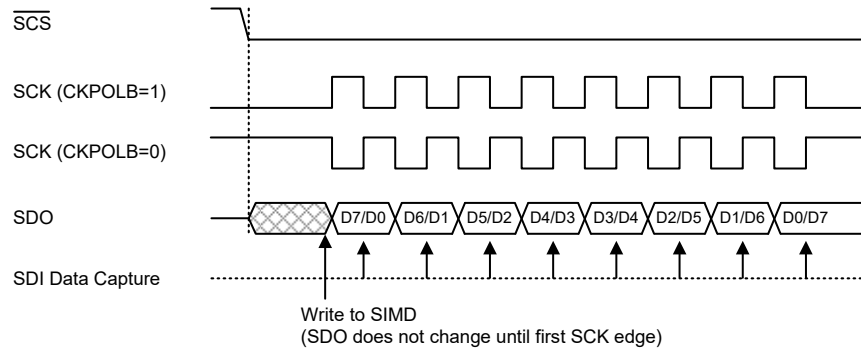 SCS
SCK (CKPOLB=1)
SCK (CKPOLB=0)
SDO D7/D0 D6/D1 D5/D2 D4/D3 D3/D4 D2/D5 D1/D6 D0/D7
SDI Data Capture
Write to SIMD
(SDO does not change until first SCK edge)